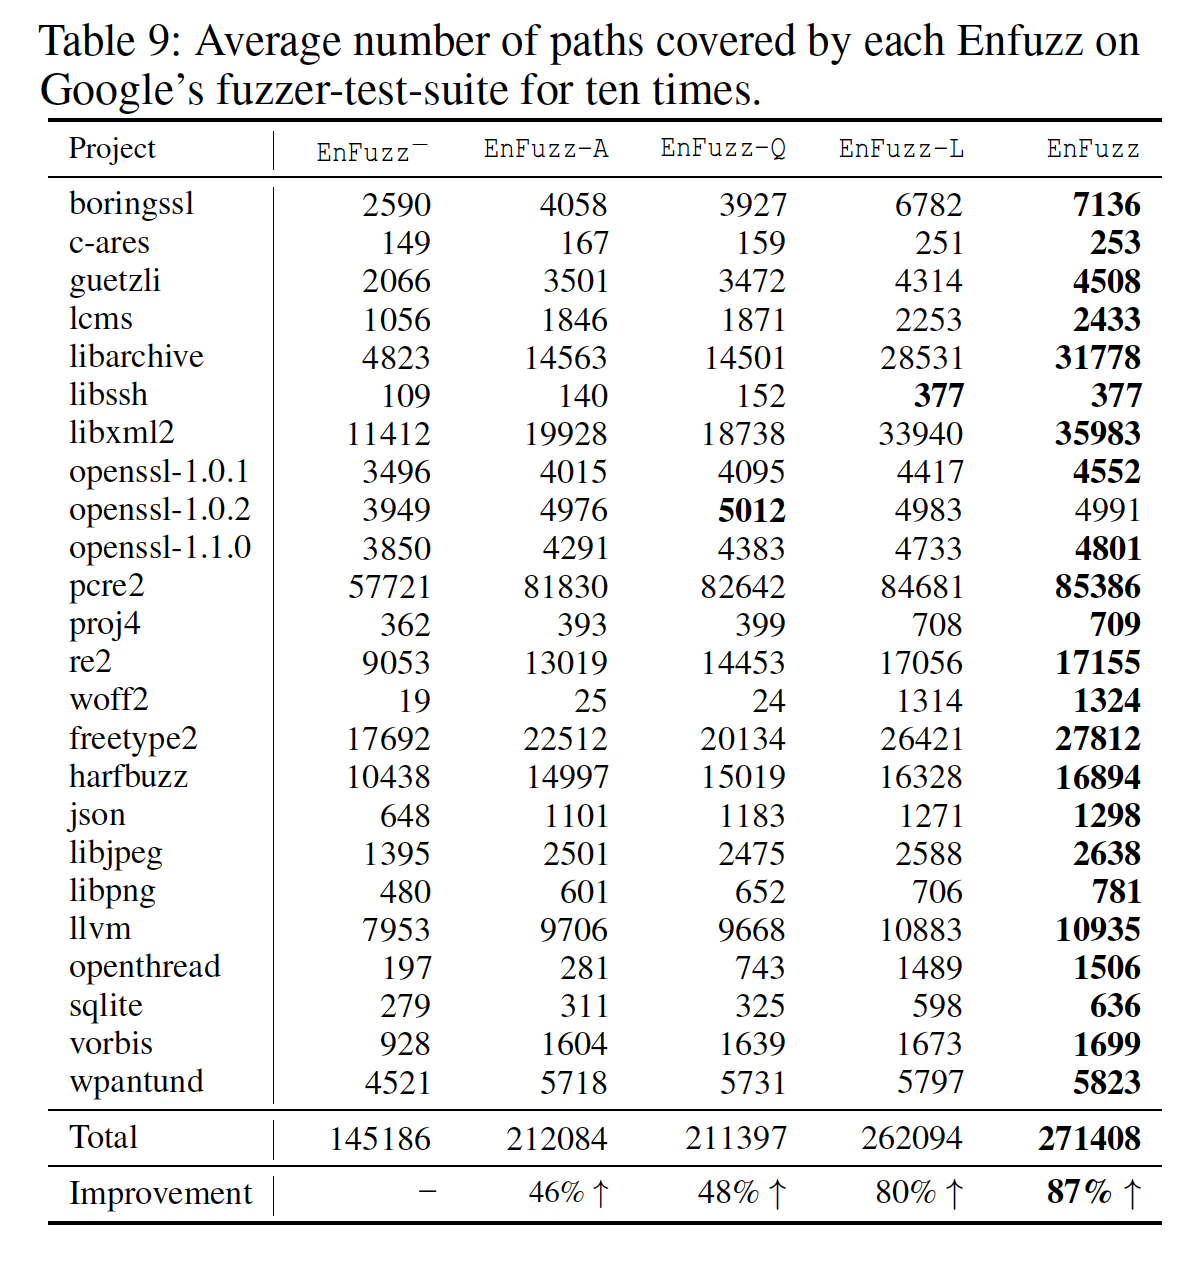 Table 9: Average number of paths covered by each Enfuzz on
Google's fuzzer-test-suite for ten times.
Project EnFuzz⁻ EnFuzz-A EnFuzz-Q EnFuzz-L EnFuzz
boringssl 2590 4058 3927 6782 7136
c-ares 149 167 159 251 253
guetzli 2066 3501 3472 4314 4508
lcms 1056 1846 1871 2253 2433
libarchive 4823 14563 14501 28531 31778
libssh 109 140 152 377 377
libxml2 11412 19928 18738 33940 35983
openssl-1.0.1 3496 4015 4095 4417 4552
openssl-1.0.2 3949 4976 5012 4983 4991
openssl-1.1.0 3850 4291 4383 4733 4801
pcre2 57721 81830 82642 84681 85386
proj4 362 393 399 708 709
re2 9053 13019 14453 17056 17155
woff2 19 25 24 1314 1324
freetype2 17692 22512 20134 26421 27812
harfbuzz 10438 14997 15019 16328 16894
json 648 1101 1183 1271 1298
libjpeg 1395 2501 2475 2588 2638
libpng 480 601 652 706 781
llvm 7953 9706 9668 10883 10935
openthread 197 281 743 1489 1506
sqlite 279 311 325 598 636
vorbis 928 1604 1639 1673 1699
wpantund 4521 5718 5731 5797 5823
Total 145186 212084 211397 262094 271408
Improvement – 46% ↑ 48% ↑ 80% ↑ 87% ↑